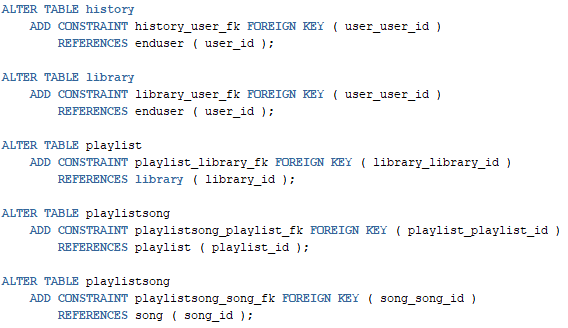 ALTER TABLE history
ADD CONSTRAINT history_user_fk FOREIGN KEY ( user_user_id )
REFERENCES enduser ( user_id );
ALTER TABLE library
ADD CONSTRAINT library_user_fk FOREIGN KEY ( user_user_id )
REFERENCES enduser ( user_id );
ALTER TABLE playlist
ADD CONSTRAINT playlist_library_fk FOREIGN KEY ( library_library_id )
REFERENCES library ( library_id );
ALTER TABLE playlistsong
ADD CONSTRAINT playlistsong_playlist_fk FOREIGN KEY ( playlist_playlist_id )
REFERENCES playlist ( playlist_id );
ALTER TABLE playlistsong
ADD CONSTRAINT playlistsong_song_fk FOREIGN KEY ( song_song_id )
REFERENCES song ( song_id );